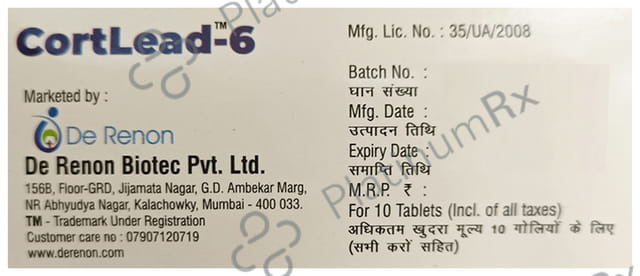 CortLead™-6
Marketed by :
De Renon
De Renon Biotec Pvt. Ltd.
156B, Floor-GRD, Jijamata Nagar, G.D. Ambekar Marg,
NR Abhyudya Nagar, Kalachowky, Mumbai - 400 033.
TM - Trademark Under Registration
Customer care no : 07907120719
www.derenon.com
Mfg. Lic. No. : 35/UA/2008
Batch No. :
घान संख्या
Mfg. Date :
उत्पादन तिथि
Expiry Date :
समाप्ति तिथि
M.R.P. ₹ :
For 10 Tablets (Incl. of all taxes)
अधिकतम खुदरा मूल्य 10 गोलियों के लिए
(सभी करों सहित)
PlatinumRx